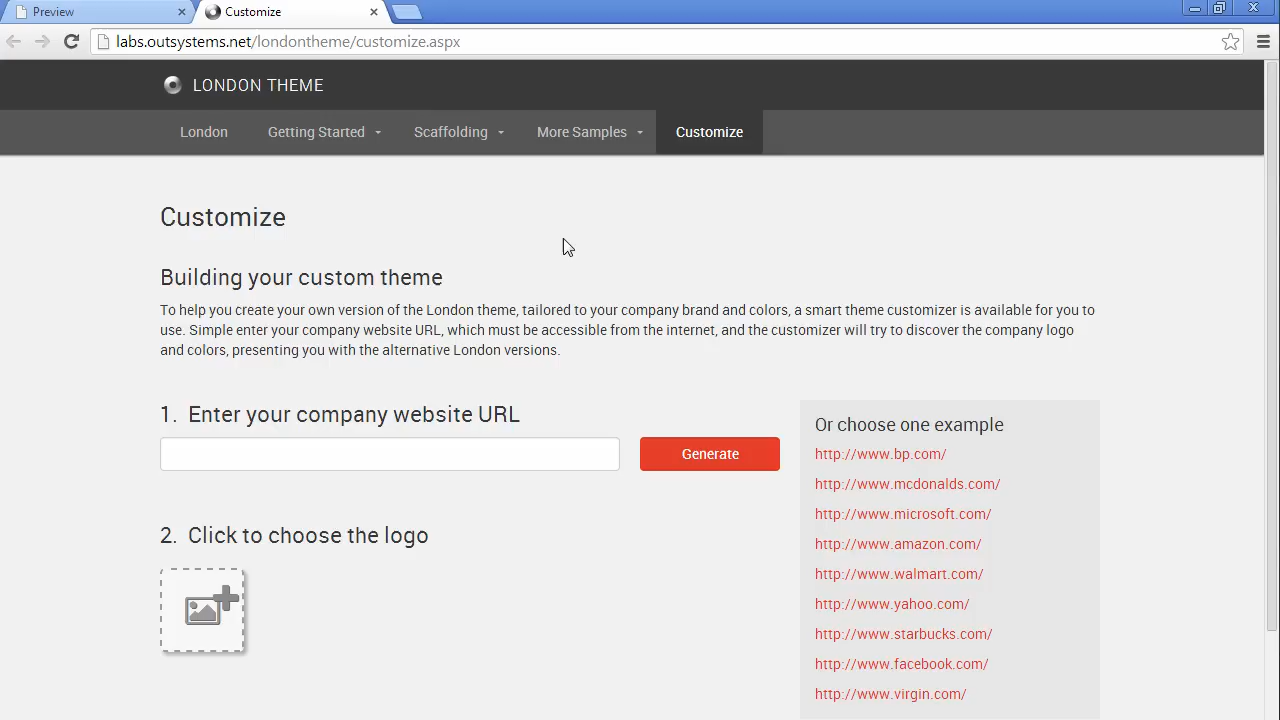 Preview
Customize
labs.outsystems.net/londontheme/customize.aspx
LONDON THEME
London
Getting Started
Scaffolding
More Samples
Customize
Customize
Building your custom theme
To help you create your own version of the London theme, tailored to your company brand and colors, a smart theme customizer is available for you to
use. Simple enter your company website URL, which must be accessible from the internet, and the customizer will try to discover the company logo
and colors, presenting you with the alternative London versions.
1. Enter your company website URL
Generate
2. Click to choose the logo
Or choose one example
http://www.bp.com/
http://www.mcdonalds.com/
http://www.microsoft.com/
http://www.amazon.com/
http://www.walmart.com/
http://www.yahoo.com/
http://www.starbucks.com/
http://www.facebook.com/
http://www.virgin.com/